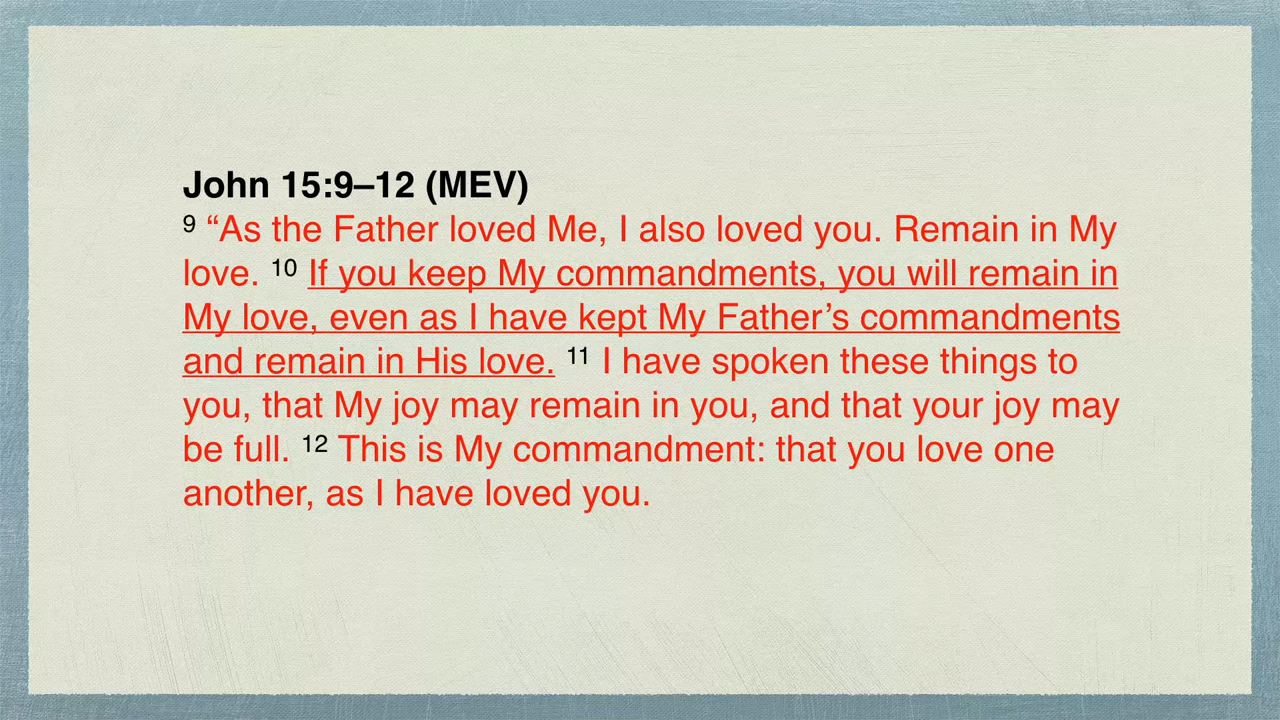 John 15:9–12 (MEV)
9 “As the Father loved Me, I also loved you. Remain in My
love. 10 If you keep My commandments, you will remain in
My love, even as I have kept My Father’s commandments
and remain in His love. 11 I have spoken these things to
you, that My joy may remain in you, and that your joy may
be full. 12 This is My commandment: that you love one
another, as I have loved you.